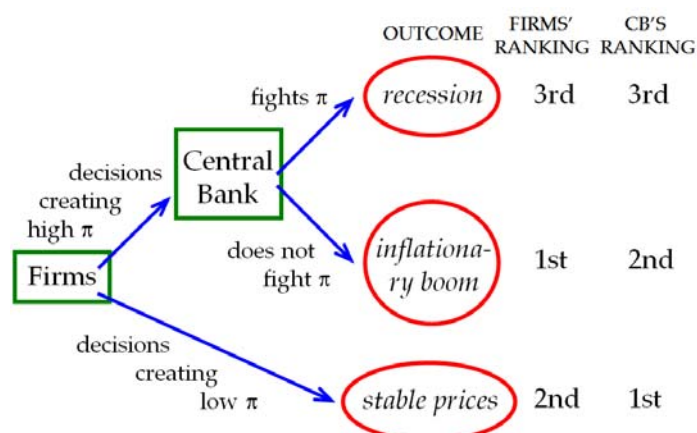 OUTCOME
FIRMS'
RANKING
CB'S
RANKING
fights π
recession
3rd
3rd
Central
Bank
decisions
creating
high π
does not
fight π
inflationa-
ry boom
1st
2nd
Firms
decisions
creating
low π
stable prices
2nd
1st